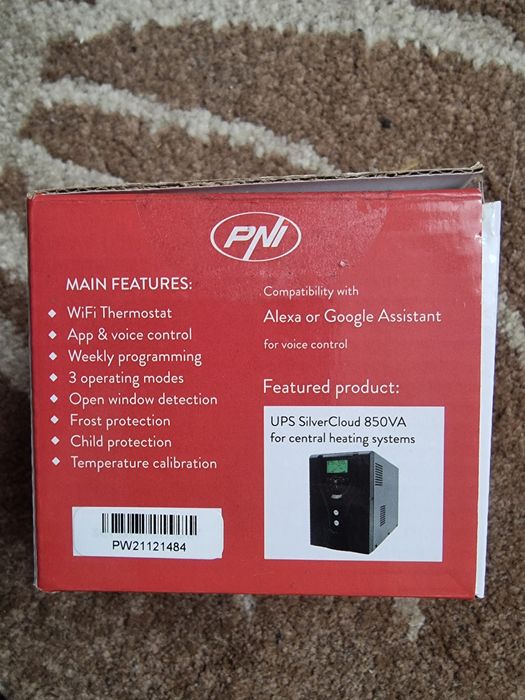 PNI
MAIN FEATURES:
WiFi Thermostat
App & voice control
Weekly programming
3 operating modes
Open window detection
Frost protection
Child protection
Temperature calibration
PW21121484
Compatibility with
Alexa or Google Assistant
for voice control
Featured product:
UPS SilverCloud 850VA
for central heating systems